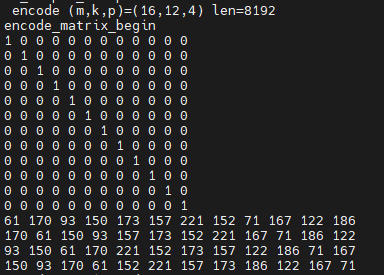 encode (m,k,p)=(16,12,4) len=8192
encode_matrix_begin
1 0 0 0 0 0 0 0 0 0 0 0
0 1 0 0 0 0 0 0 0 0 0 0
0 0 1 0 0 0 0 0 0 0 0 0
0 0 0 1 0 0 0 0 0 0 0 0
0 0 0 0 1 0 0 0 0 0 0 0
0 0 0 0 0 1 0 0 0 0 0 0
0 0 0 0 0 0 1 0 0 0 0 0
0 0 0 0 0 0 0 1 0 0 0 0
0 0 0 0 0 0 0 0 1 0 0 0
0 0 0 0 0 0 0 0 0 1 0 0
0 0 0 0 0 0 0 0 0 0 1 0
0 0 0 0 0 0 0 0 0 0 0 1
61 170 93 150 173 157 221 152 71 167 122 186
170 61 150 93 157 173 152 221 167 71 186 122
93 150 61 170 221 152 173 157 122 186 71 167
150 93 170 61 152 221 157 173 186 122 167 71